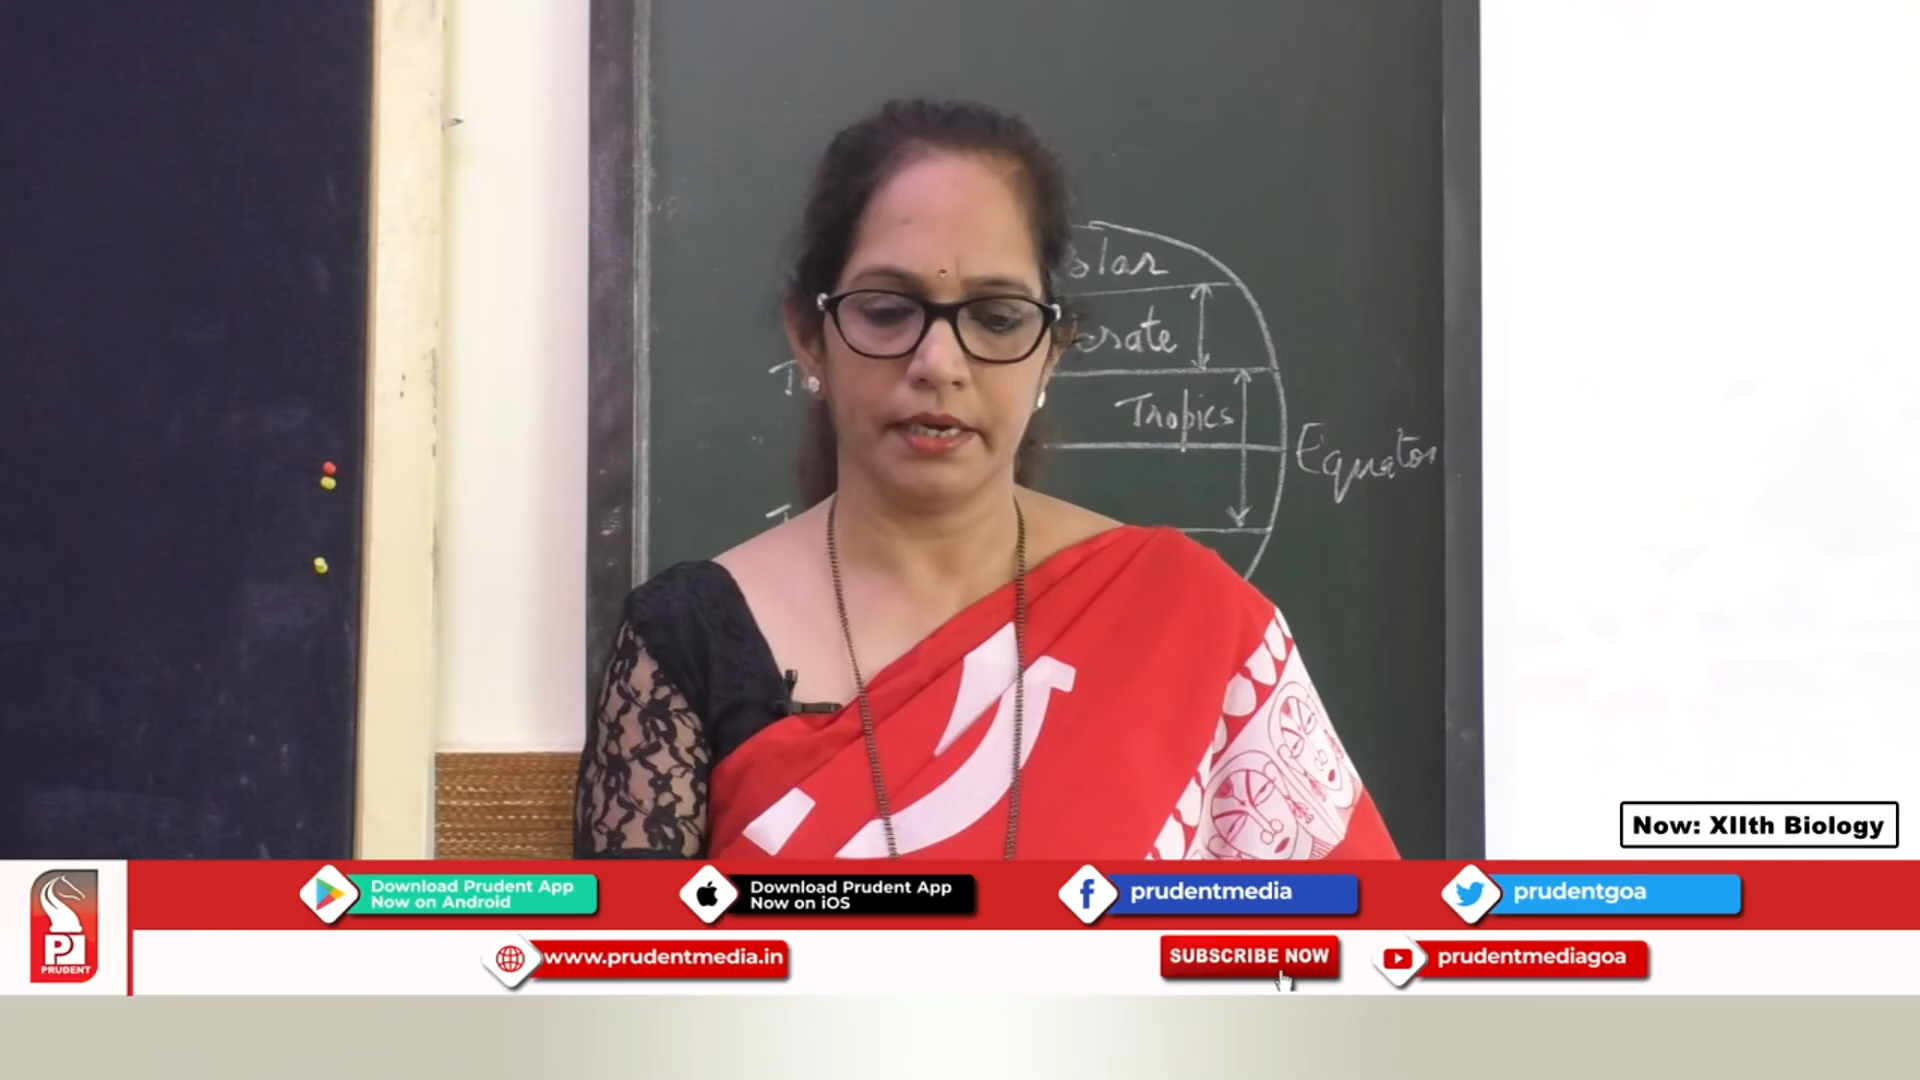 Tropics
Equator
Now: XIIth Biology
Download Prudent App
Now on Android
Download Prudent App
Now on iOS
prudentmedia
prudentgoa
PRUDENT
www.prudentmedia.in
SUBSCRIBE NOW
prudentmediagoa